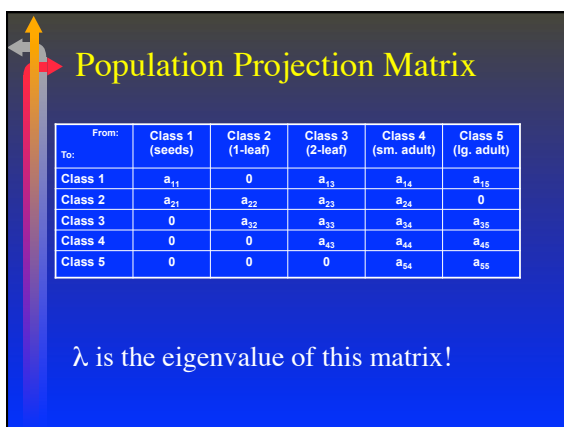 Population Projection Matrix
From: To: Class 1 (seeds) Class 2 (1-leaf) Class 3 (2-leaf) Class 4 (sm. adult) Class 5 (lg. adult)
Class 1 a₁₁ 0 a₁₃ a₁₄ a₁₅
Class 2 a₂₁ a₂₂ a₂₃ a₂₄ 0
Class 3 0 a₃₂ a₃₃ a₃₄ a₃₅
Class 4 0 0 a₄₃ a₄₄ a₄₅
Class 5 0 0 0 a₅₄ a₅₅
λ is the eigenvalue of this matrix!